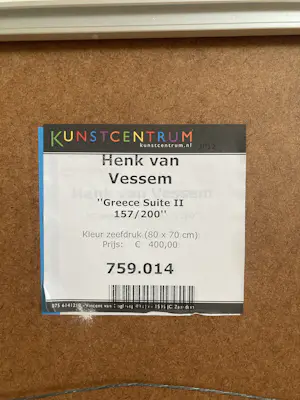 KUNSTCENTRUM
kunstcentrum.nl
Henk van
Vessem
"Greece Suite II
157/200"
Kleur zeefdruk (80 x 70 cm)
Prijs: € 400,00
759.014